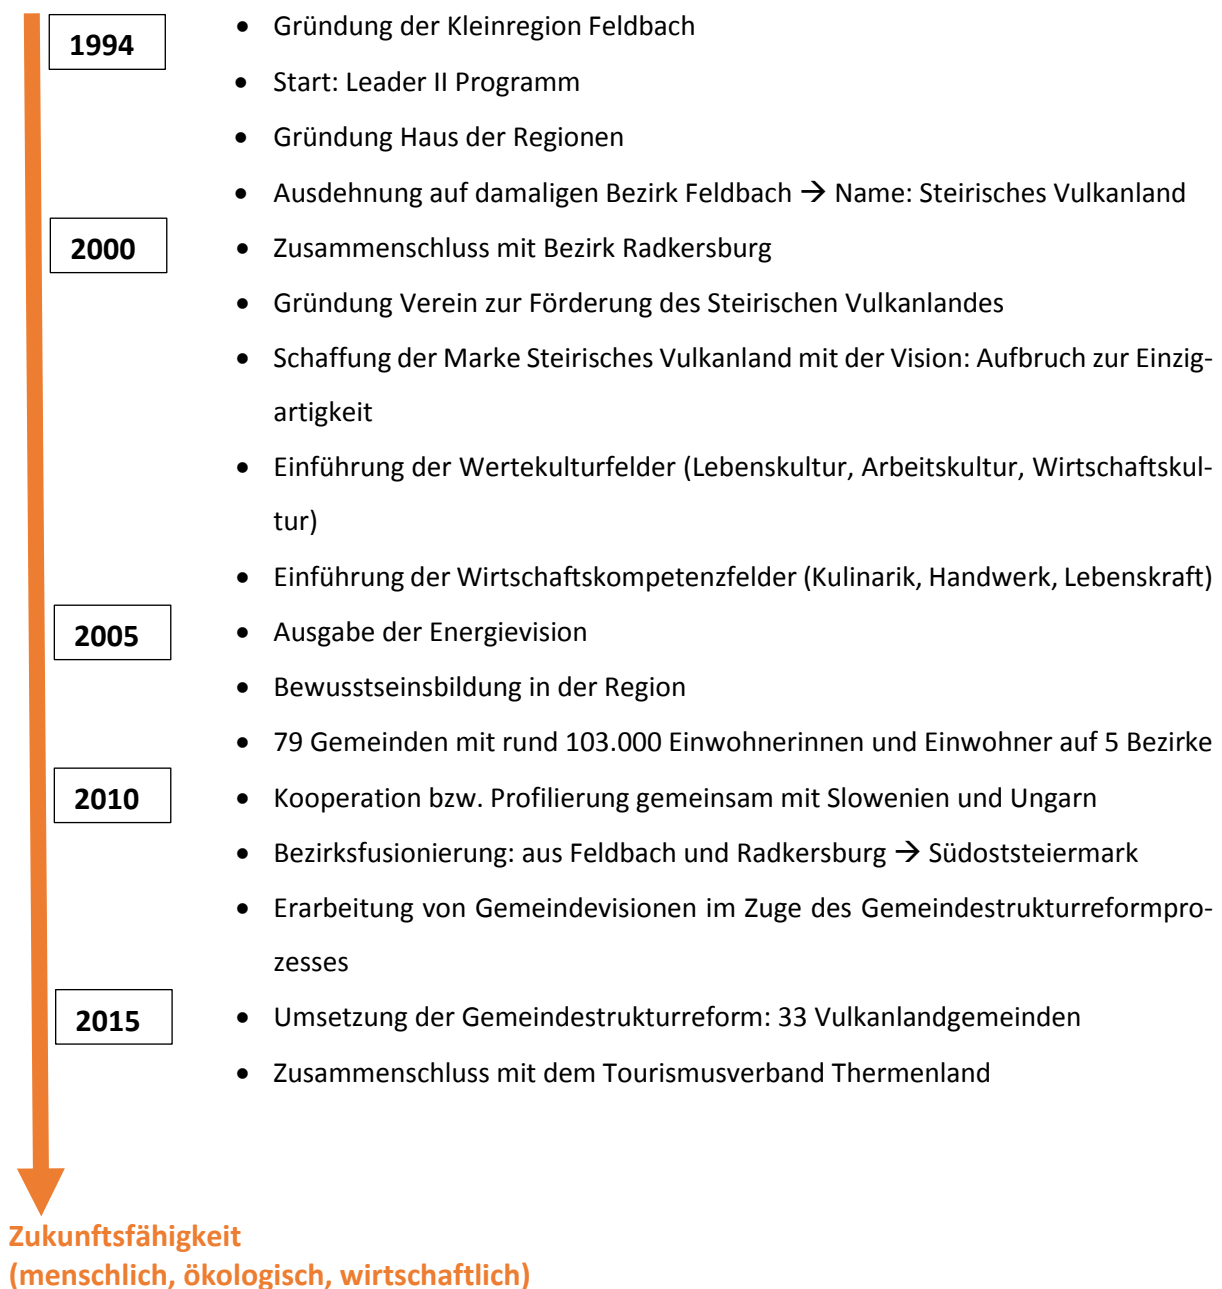 1994
• Gründung der Kleinregion Feldbach
• Start: Leader II Programm
• Gründung Haus der Regionen
• Ausdehnung auf damaligen Bezirk Feldbach → Name: Steirisches Vulkanland
2000
• Zusammenschluss mit Bezirk Radkersburg
• Gründung Verein zur Förderung des Steirischen Vulkanlandes
• Schaffung der Marke Steirisches Vulkanland mit der Vision: Aufbruch zur Einzig-
artigkeit
• Einführung der Wertekulturfelder (Lebenskultur, Arbeitskultur, Wirtschaftskul-
tur)
• Einführung der Wirtschaftskompetenzfelder (Kulinarik, Handwerk, Lebenskraft)
2005
• Ausgabe der Energievision
• Bewusstseinsbildung in der Region
• 79 Gemeinden mit rund 103.000 Einwohnerinnen und Einwohner auf 5 Bezirke
2010
• Kooperation bzw. Profilierung gemeinsam mit Slowenien und Ungarn
• Bezirksfusionierung: aus Feldbach und Radkersburg → Südoststeiermark
• Erarbeitung von Gemeindevisionen im Zuge des Gemeindestrukturreformpro-
zesses
2015
• Umsetzung der Gemeindestrukturreform: 33 Vulkanlandgemeinden
• Zusammenschluss mit dem Tourismusverband Thermenland
Zukunftsfähigkeit
(menschlich, ökologisch, wirtschaftlich)